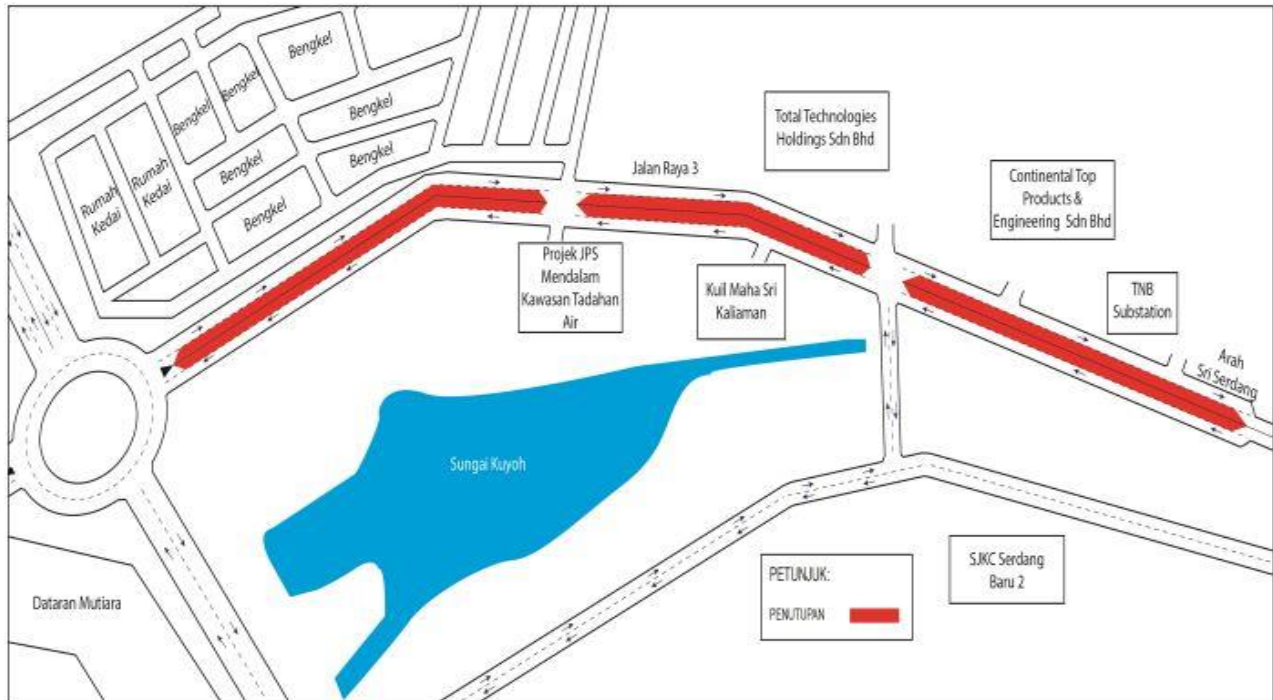 Bengkel
Bengkel
Bengkel
Bengkel
Bengkel
Bengkel
Bengkel
Rumah
Kedai
Rumah
Kedai
Total Technologies
Holdings Sdn Bhd
Jalan Raya 3
Continental Top
Products &
Engineering Sdn Bhd
Projek JPS
Mendalam
Kawasan Tadahan
Air
Kuil Maha Sri
Kaliaman
TNB
Substation
Arah
Sri Serdang
Sungai Kuyoh
Dataran Mutiara
PETUNJUK:
PENUTUPAN
SJKC Serdang
Baru 2